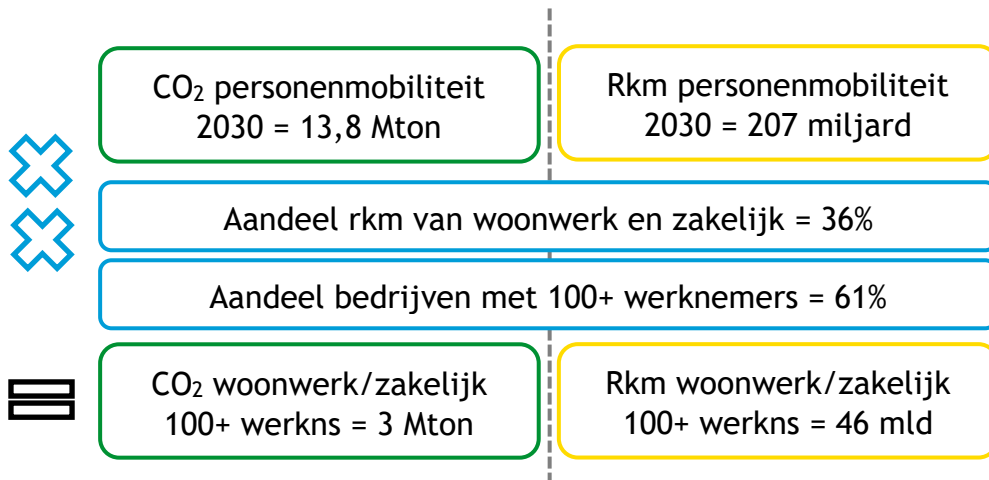 CO₂ personenmobiliteit
2030 = 13,8 Mton
Rkm personenmobiliteit
2030 = 207 miljard
Aandeel rkm van woonwerk en zakelijk = 36%
Aandeel bedrijven met 100+ werknemers = 61%
CO₂ woonwerk/zakelijk
100+ werkns = 3 Mton
Rkm woonwerk/zakelijk
100+ werkns = 46 mld